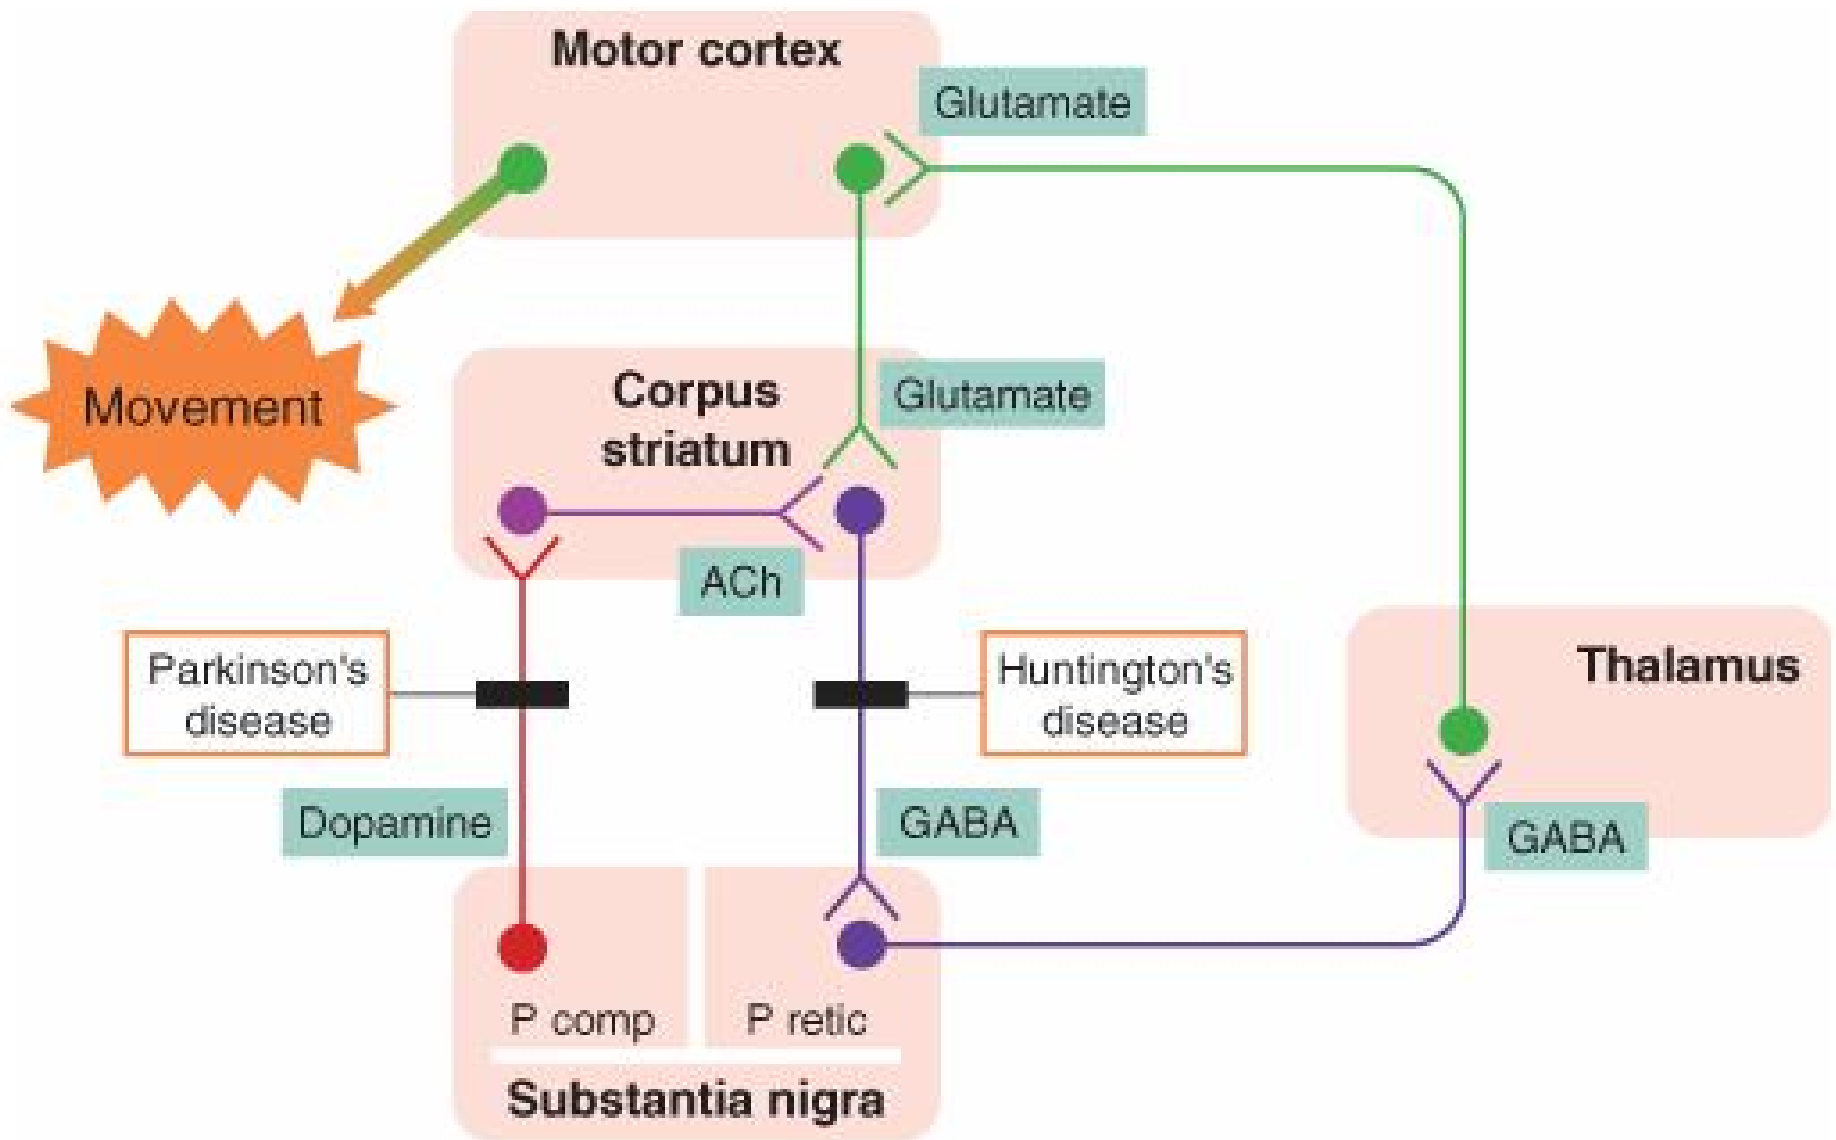 Motor cortex
Glutamate
Movement
Corpus
striatum
Glutamate
ACh
Parkinson's
disease
Huntington's
disease
Thalamus
Dopamine
GABA
GABA
P comp
P retic
Substantia nigra